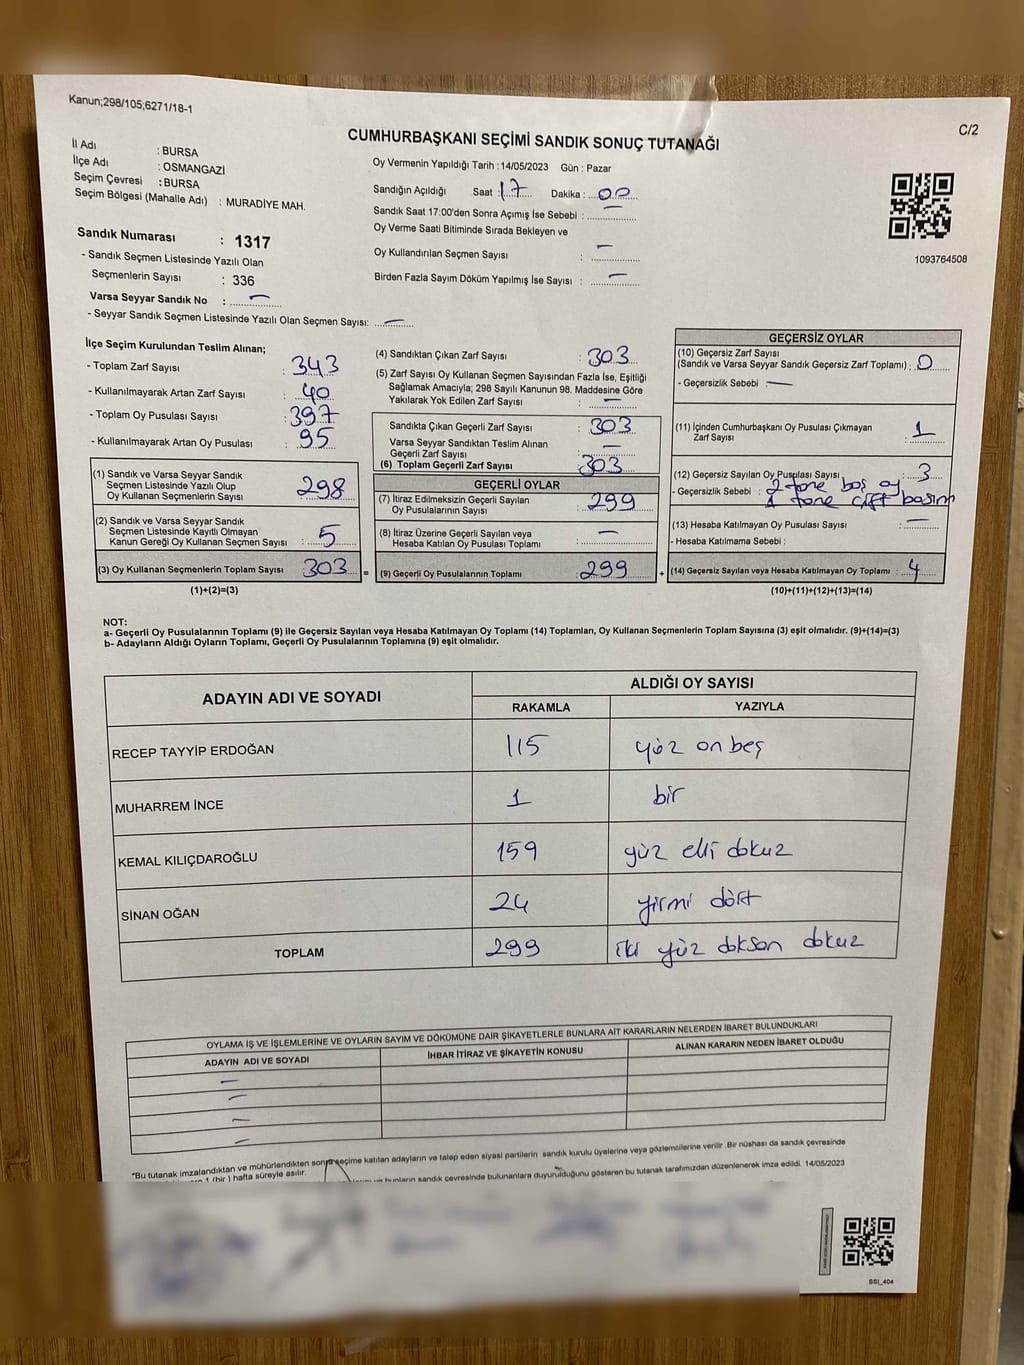 Kanun;298/105;6271/18-1
C/2
CUMHURBAŞKANI SEÇİMİ SANDIK SONUÇ TUTANAĞI
İl Adı : BURSA
İlçe Adı : OSMANGAZİ
Seçim Çevresi : BURSA
Seçim Bölgesi (Mahalle Adı) : MURADİYE MAH.
Oy Vermenin Yapıldığı Tarih : 14/05/2023 Gün : Pazar
Sandığın Açıldığı Saat : 17 Dakika : 00
Sandık Saat 17:00'den Sonra Açımış İse Sebebi : —
Oy Verme Saati Bitiminde Sırada Bekleyen ve
Oy Kullandırılan Seçmen Sayısı : —
Birden Fazla Sayım Döküm Yapılmış İse Sayısı : —
1093764508
Sandık Numarası : 1317
- Sandık Seçmen Listesinde Yazılı Olan
Seçmenlerin Sayısı : 336
Varsa Seyyar Sandık No : —
- Seyyar Sandık Seçmen Listesinde Yazılı Olan Seçmen Sayısı: —
İlçe Seçim Kurulundan Teslim Alınan;
- Toplam Zarf Sayısı : 343
- Kullanılmayarak Artan Zarf Sayısı : 40
- Toplam Oy Pusulası Sayısı : 397
- Kullanılmayarak Artan Oy Pusulası : 95
(1) Sandık ve Varsa Seyyar Sandık
Seçmen Listesinde Yazılı Olup
Oy Kullanan Seçmenlerin Sayısı : 298
(2) Sandık ve Varsa Seyyar Sandık
Seçmen Listesinde Kayıtlı Olmayan
Kanun Gereği Oy Kullanan Seçmen Sayısı : 5
(3) Oy Kullanan Seçmenlerin Toplam Sayısı : 303 =
(1)+(2)=(3)
(4) Sandıktan Çıkan Zarf Sayısı : 303
(5) Zarf Sayısı Oy Kullanan Seçmen Sayısından Fazla İse, Eşitliği
Sağlamak Amacıyla; 298 Sayılı Kanunun 98. Maddesine Göre
Yakılarak Yok Edilen Zarf Sayısı : —
Sandıkta Çıkan Geçerli Zarf Sayısı : 303
Varsa Seyyar Sandıktan Teslim Alınan
Geçerli Zarf Sayısı : —
(6) Toplam Geçerli Zarf Sayısı : 303
GEÇERLİ OYLAR
(7) İtiraz Edilmeksizin Geçerli Sayılan
Oy Pusulalarının Sayısı : 299
(8) İtiraz Üzerine Geçerli Sayılan veya
Hesaba Katılan Oy Pusulası Toplamı : —
(9) Geçerli Oy Pusulalarının Toplamı : 299 +
GEÇERSİZ OYLAR
(10) Geçersiz Zarf Sayısı
(Sandık ve Varsa Seyyar Sandık Geçersiz Zarf Toplamı) : 0
- Geçersizlik Sebebi : —
(11) İçinden Cumhurbaşkanı Oy Pusulası Çıkmayan
Zarf Sayısı : 1
(12) Geçersiz Sayılan Oy Pusulası Sayısı : 3
- Geçersizlik Sebebi : 2 tane boş oy
1 tane çift basım
(13) Hesaba Katılmayan Oy Pusulası Sayısı : —
- Hesaba Katılmama Sebebi :
(14) Geçersiz Sayılan veya Hesaba Katılmayan Oy Toplamı : 4
(10)+(11)+(12)+(13)=(14)
NOT:
a- Geçerli Oy Pusulalarının Toplamı (9) ile Geçersiz Sayılan veya Hesaba Katılmayan Oy Toplamı (14) Toplamları, Oy Kullanan Seçmenlerin Toplam Sayısına (3) eşit olmalıdır. (9)+(14)=(3)
b- Adayların Aldığı Oyların Toplamı, Geçerli Oy Pusulalarının Toplamına (9) eşit olmalıdır.
ADAYIN ADI VE SOYADI ALDIĞI OY SAYISI
RAKAMLA YAZIYLA
RECEP TAYYİP ERDOĞAN 115 yüz on beş
MUHARREM İNCE 1 bir
KEMAL KILIÇDAROĞLU 159 yüz elli dokuz
SİNAN OĞAN 24 yirmi dört
TOPLAM 299 iki yüz doksan dokuz
OYLAMA İŞ VE İŞLEMLERİNE VE OYLARIN SAYIM VE DÖKÜMÜNE DAİR ŞİKAYETLERLE BUNLARA AİT KARARLARIN NELERDEN İBARET BULUNDUKLARI
ADAYIN ADI VE SOYADI İHBAR İTİRAZ VE ŞİKAYETİN KONUSU ALINAN KARARIN NEDEN İBARET OLDUĞU
—
—
—
—
*Bu tutanak imzalandıktan ve mühürlendikten sonra seçime katılan adayların ve talep eden siyasi partilerin sandık kurulu üyelerine veya gözlemcilerine verilir .Bir nüshası da sandık çevresinde
1 (bir ) hafta süreyle asılır.
bunların sandık çevresinde bulunanlara duyurulduğunu gösteren bu tutanak tarafımızdan düzenlenerek imza edildi. 14/05/2023
SSI_404